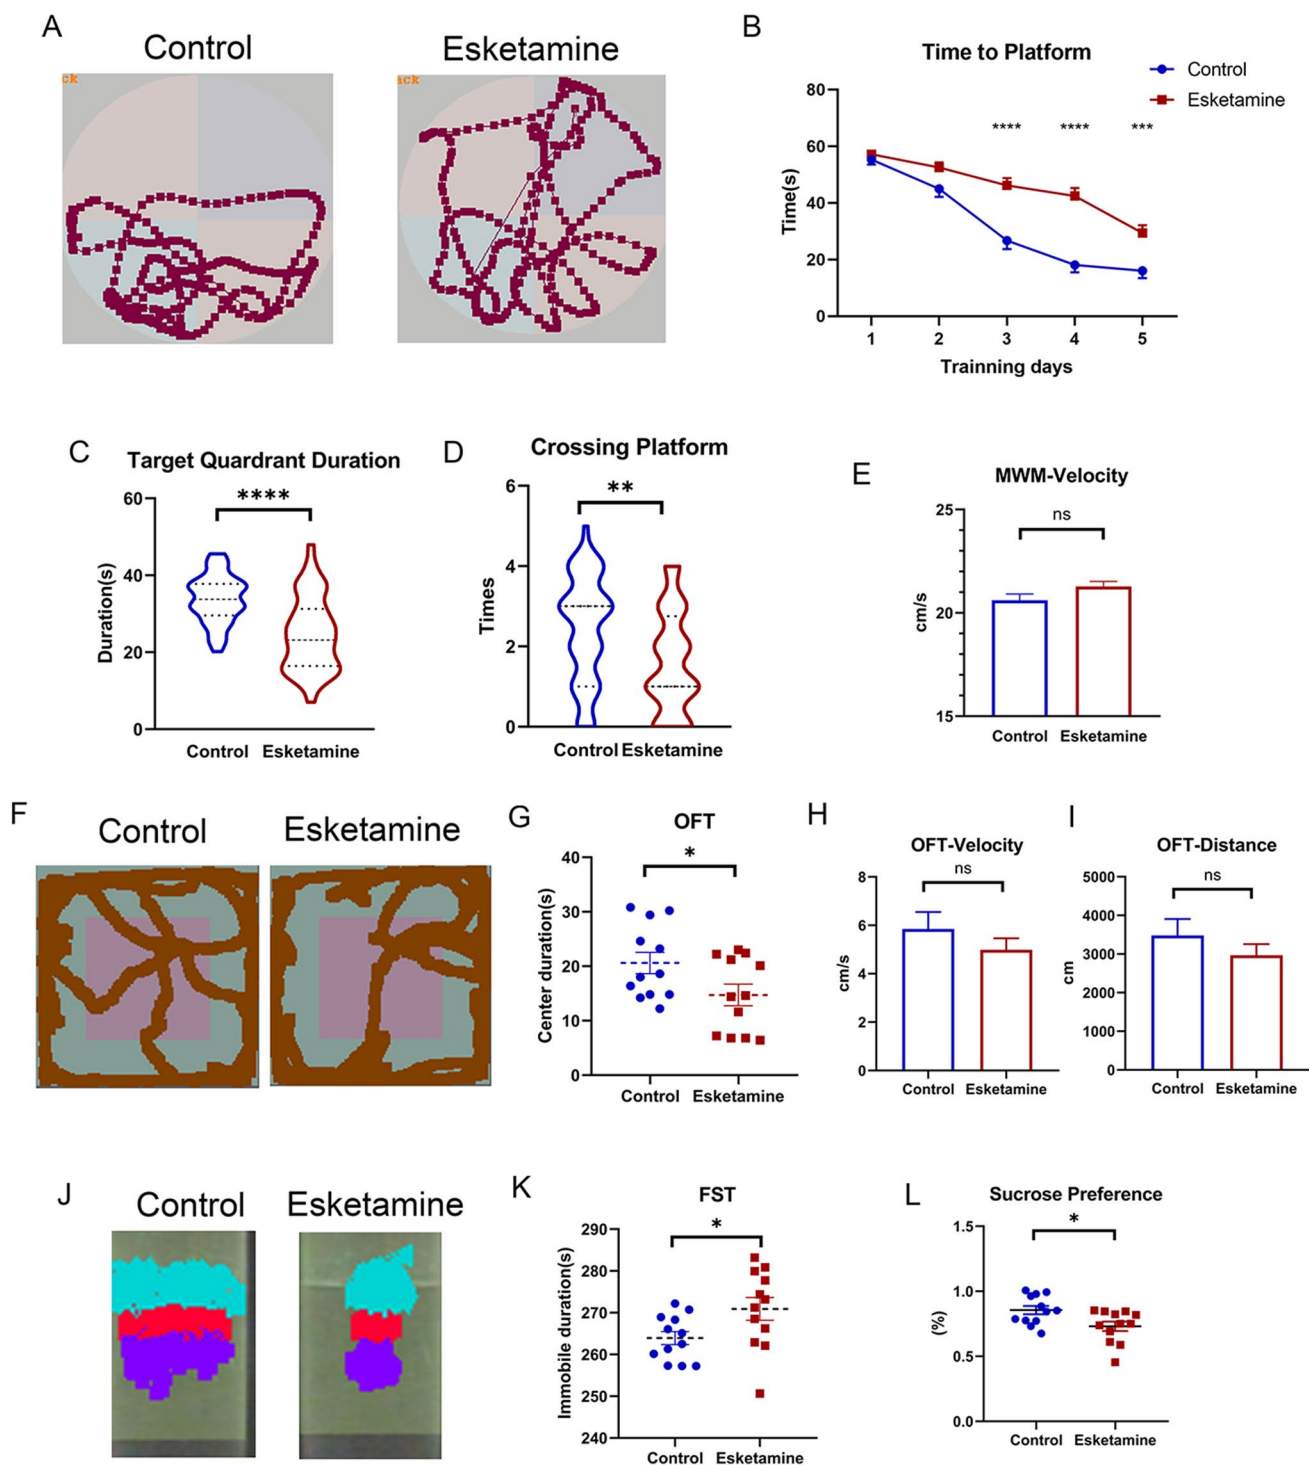 A
Control
Esketamine
ck
ack
B
Time to Platform
Control
Esketamine
80
60
40
20
0
**** **** ***
Time(s)
1 2 3 4 5
Trainning days
C
Target Quardrant Duration
****
60
40
20
0
Duration(s)
Control Esketamine
D
Crossing Platform
**
6
4
2
0
Times
Control Esketamine
E
MWM-Velocity
ns
25
20
15
cm/s
Control Esketamine
F
Control
Esketamine
G
OFT
*
40
30
20
10
0
Center duration(s)
Control Esketamine
H
OFT-Velocity
ns
8
6
4
2
0
cm/s
Control Esketamine
I
OFT-Distance
ns
5000
4000
3000
2000
1000
0
cm
Control Esketamine
J
Control
Esketamine
K
FST
*
290
280
270
260
250
240
Immobile duration(s)
Control Esketamine
L
Sucrose Preference
*
1.5
1.0
0.5
0.0
(%)
Control Esketamine